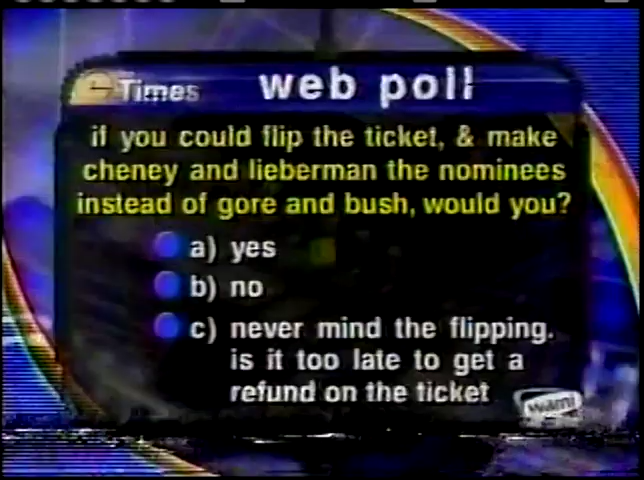 Times web poll
if you could flip the ticket, & make
cheney and lieberman the nominees
instead of gore and bush, would you?
a) yes
b) no
c) never mind the flipping.
is it too late to get a
refund on the ticket